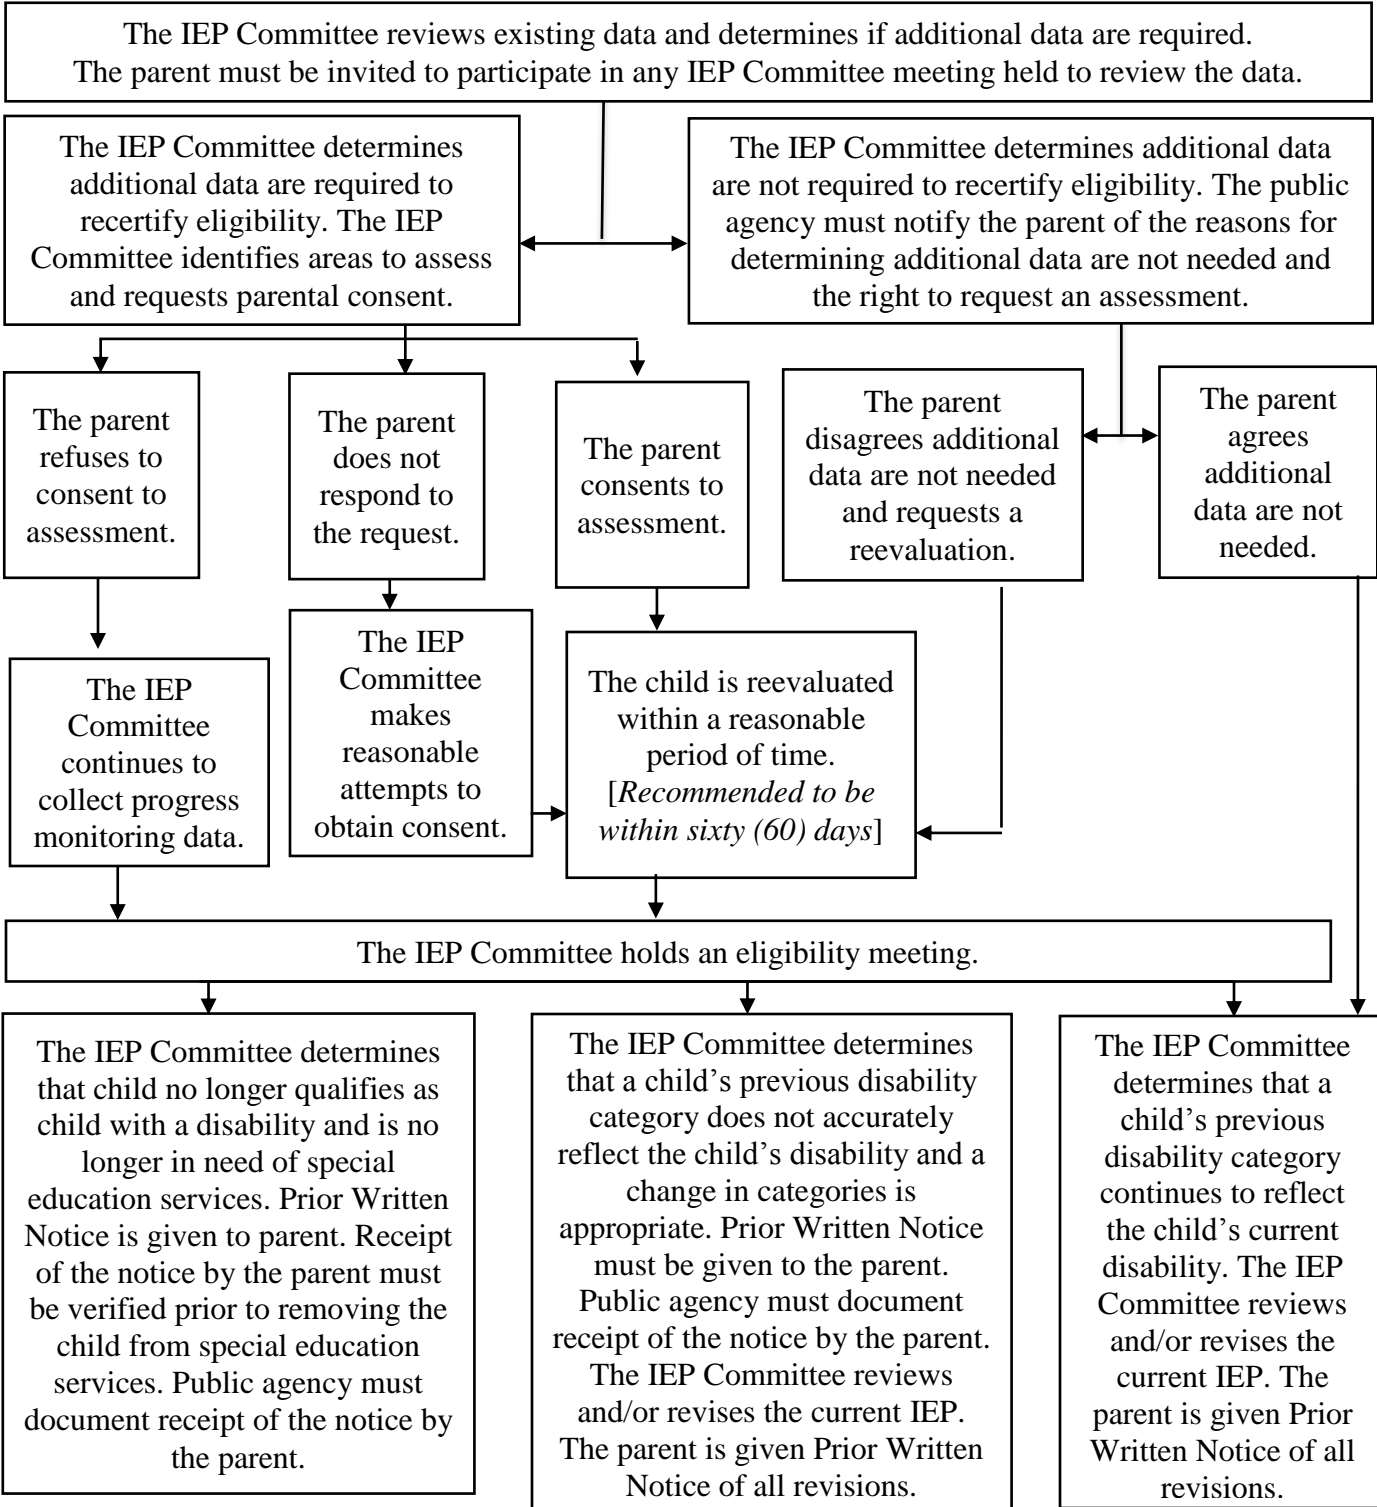 The IEP Committee reviews existing data and determines if additional data are required.
The parent must be invited to participate in any IEP Committee meeting held to review the data.
The IEP Committee determines
additional data are required to
recertify eligibility. The IEP
Committee identifies areas to assess
and requests parental consent.
The IEP Committee determines additional data
are not required to recertify eligibility. The public
agency must notify the parent of the reasons for
determining additional data are not needed and
the right to request an assessment.
The parent
refuses to
consent to
assessment.
The parent
does not
respond to
the request.
The parent
consents to
assessment.
The parent
disagrees additional
data are not needed
and requests a
reevaluation.
The parent
agrees
additional
data are not
needed.
The IEP
Committee
continues to
collect progress
monitoring data.
The IEP
Committee
makes
reasonable
attempts to
obtain consent.
The child is reevaluated
within a reasonable
period of time.
[Recommended to be
within sixty (60) days]
The IEP Committee holds an eligibility meeting.
The IEP Committee determines
that child no longer qualifies as
child with a disability and is no
longer in need of special
education services. Prior Written
Notice is given to parent. Receipt
of the notice by the parent must
be verified prior to removing the
child from special education
services. Public agency must
document receipt of the notice by
the parent.
The IEP Committee determines
that a child’s previous disability
category does not accurately
reflect the child’s disability and a
change in categories is
appropriate. Prior Written Notice
must be given to the parent.
Public agency must document
receipt of the notice by the parent.
The IEP Committee reviews
and/or revises the current IEP.
The parent is given Prior Written
Notice of all revisions.
The IEP Committee
determines that a
child’s previous
disability category
continues to reflect
the child’s current
disability. The IEP
Committee reviews
and/or revises the
current IEP. The
parent is given Prior
Written Notice of all
revisions.